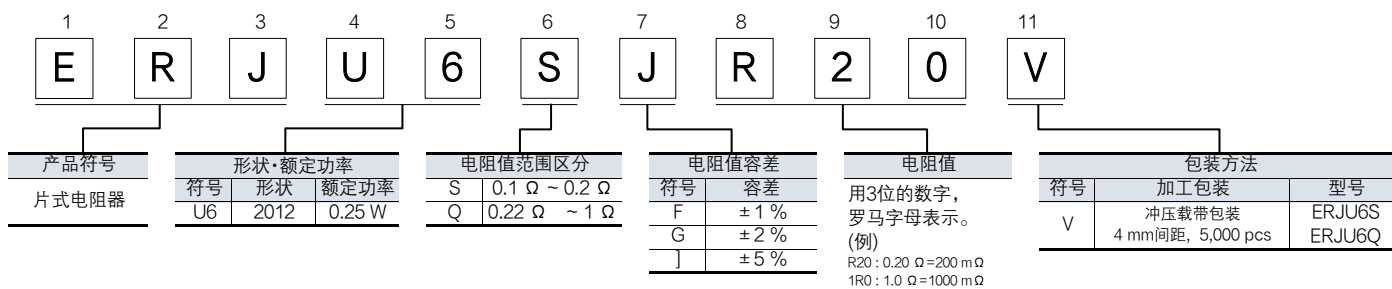 1 2 3 4 5 6 7 8 9 10 11
E R J U 6 S J R 2 0 V
产品符号
片式电阻器
形状·额定功率
符号 形状 额定功率
U6 2012 0.25 W
电阻值范围区分
S 0.1 Ω ~ 0.2 Ω
Q 0.22 Ω ~ 1 Ω
电阻值容差
符号 容差
F ±1 %
G ±2 %
J ±5 %
电阻值
用3位的数字，
罗马字母表示。
(例)
R20 : 0.20 Ω=200 mΩ
1R0 : 1.0 Ω=1000 mΩ
包装方法
符号 加工包装 型号
V 冲压载带包装 4 mm间距, 5,000 pcs ERJU6S
ERJU6Q